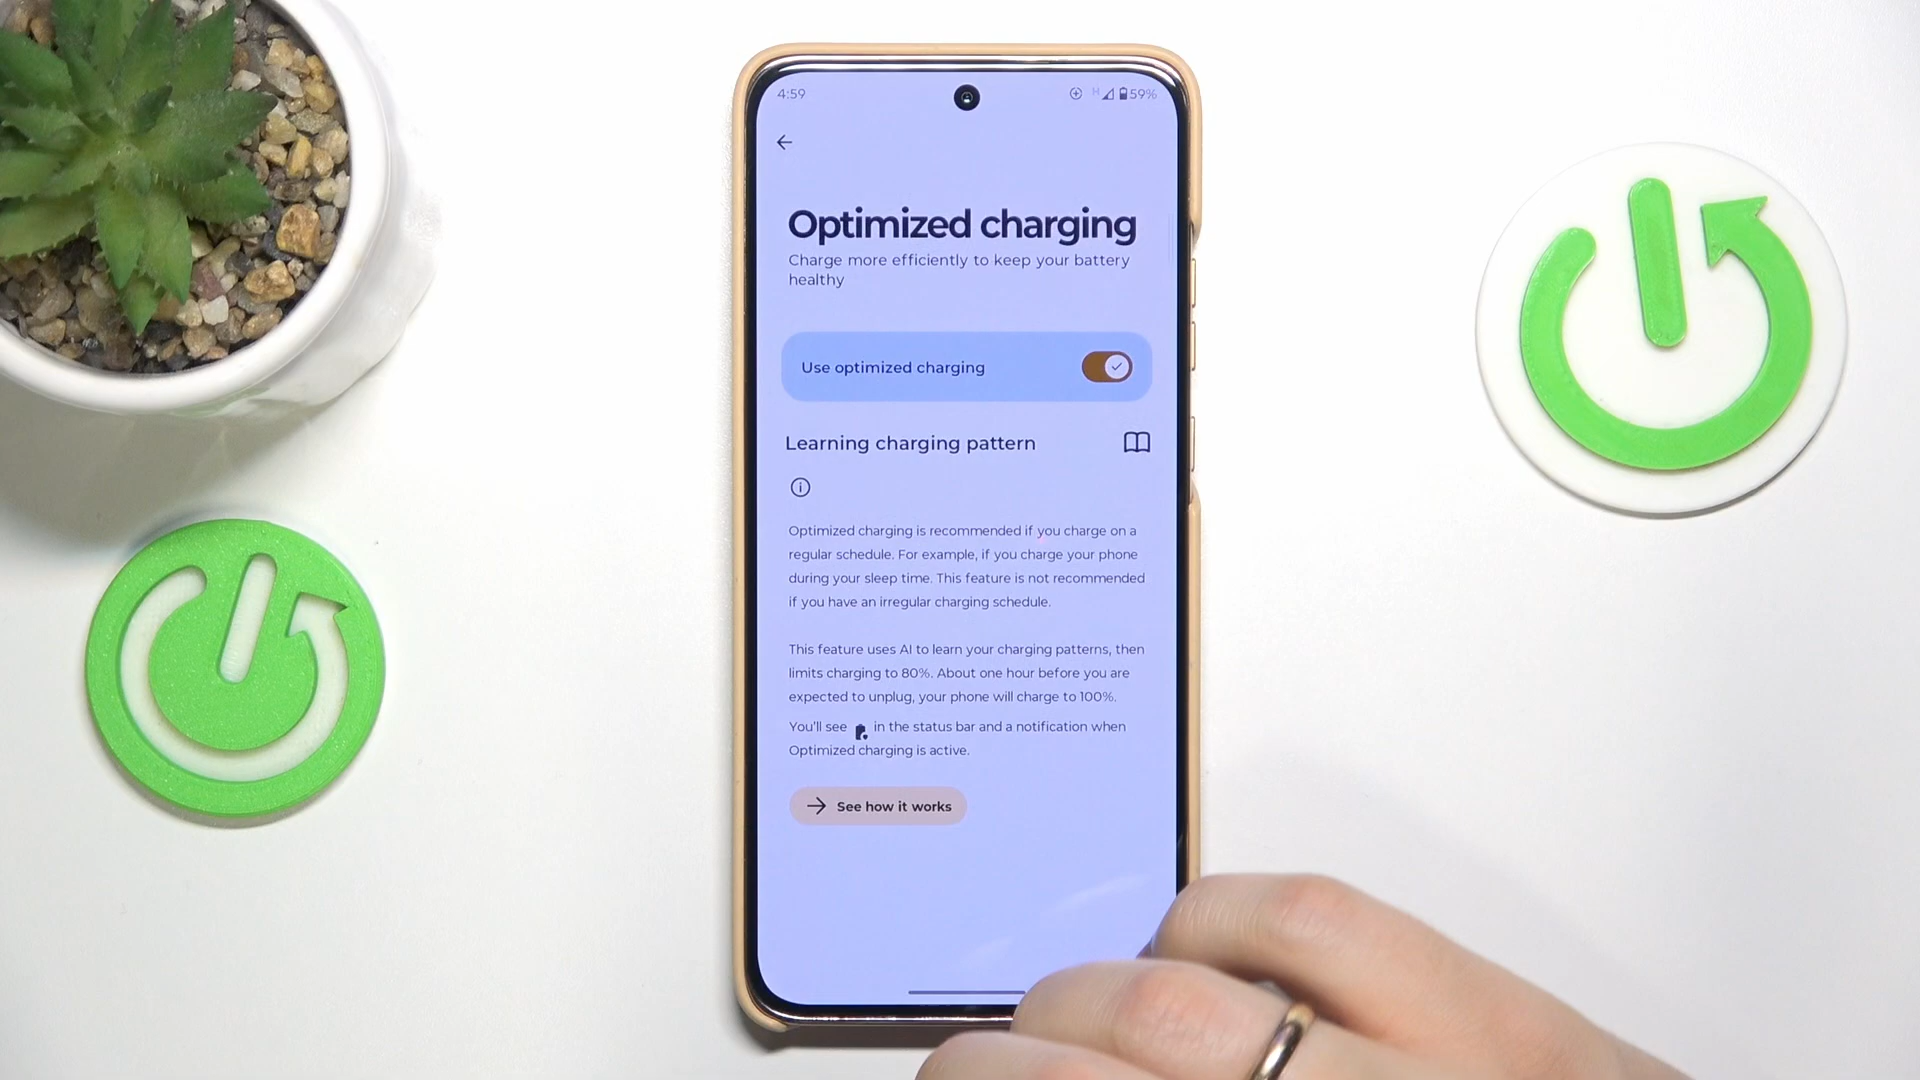 4:59
H 59%
Optimized charging
Charge more efficiently to keep your battery
healthy
Use optimized charging
Learning charging pattern
Optimized charging is recommended if you charge on a
regular schedule. For example, if you charge your phone
during your sleep time. This feature is not recommended
if you have an irregular charging schedule.
This feature uses AI to learn your charging patterns, then
limits charging to 80%. About one hour before you are
expected to unplug, your phone will charge to 100%.
You'll see in the status bar and a notification when
Optimized charging is active.
See how it works